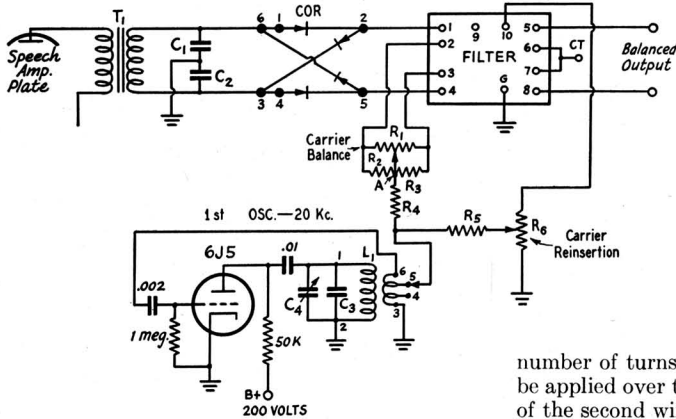 Speech
Amp.
Plate
T1
C1
C2
6 1 COR 2
3 4 5
1
2
3
4
9
10
FILTER
G
5
6
7
8
CT
Balanced
Output
Carrier
Balance
R1
R2
A
R3
R4
R5
R6
Carrier
Reinsertion
1st OSC.—20 Kc.
6J5
.002
1 meg.
.01
50K
B+
200 VOLTS
1
C4
C3
2
L1
6
5
4
3
number of turns
be applied over t
of the second wi